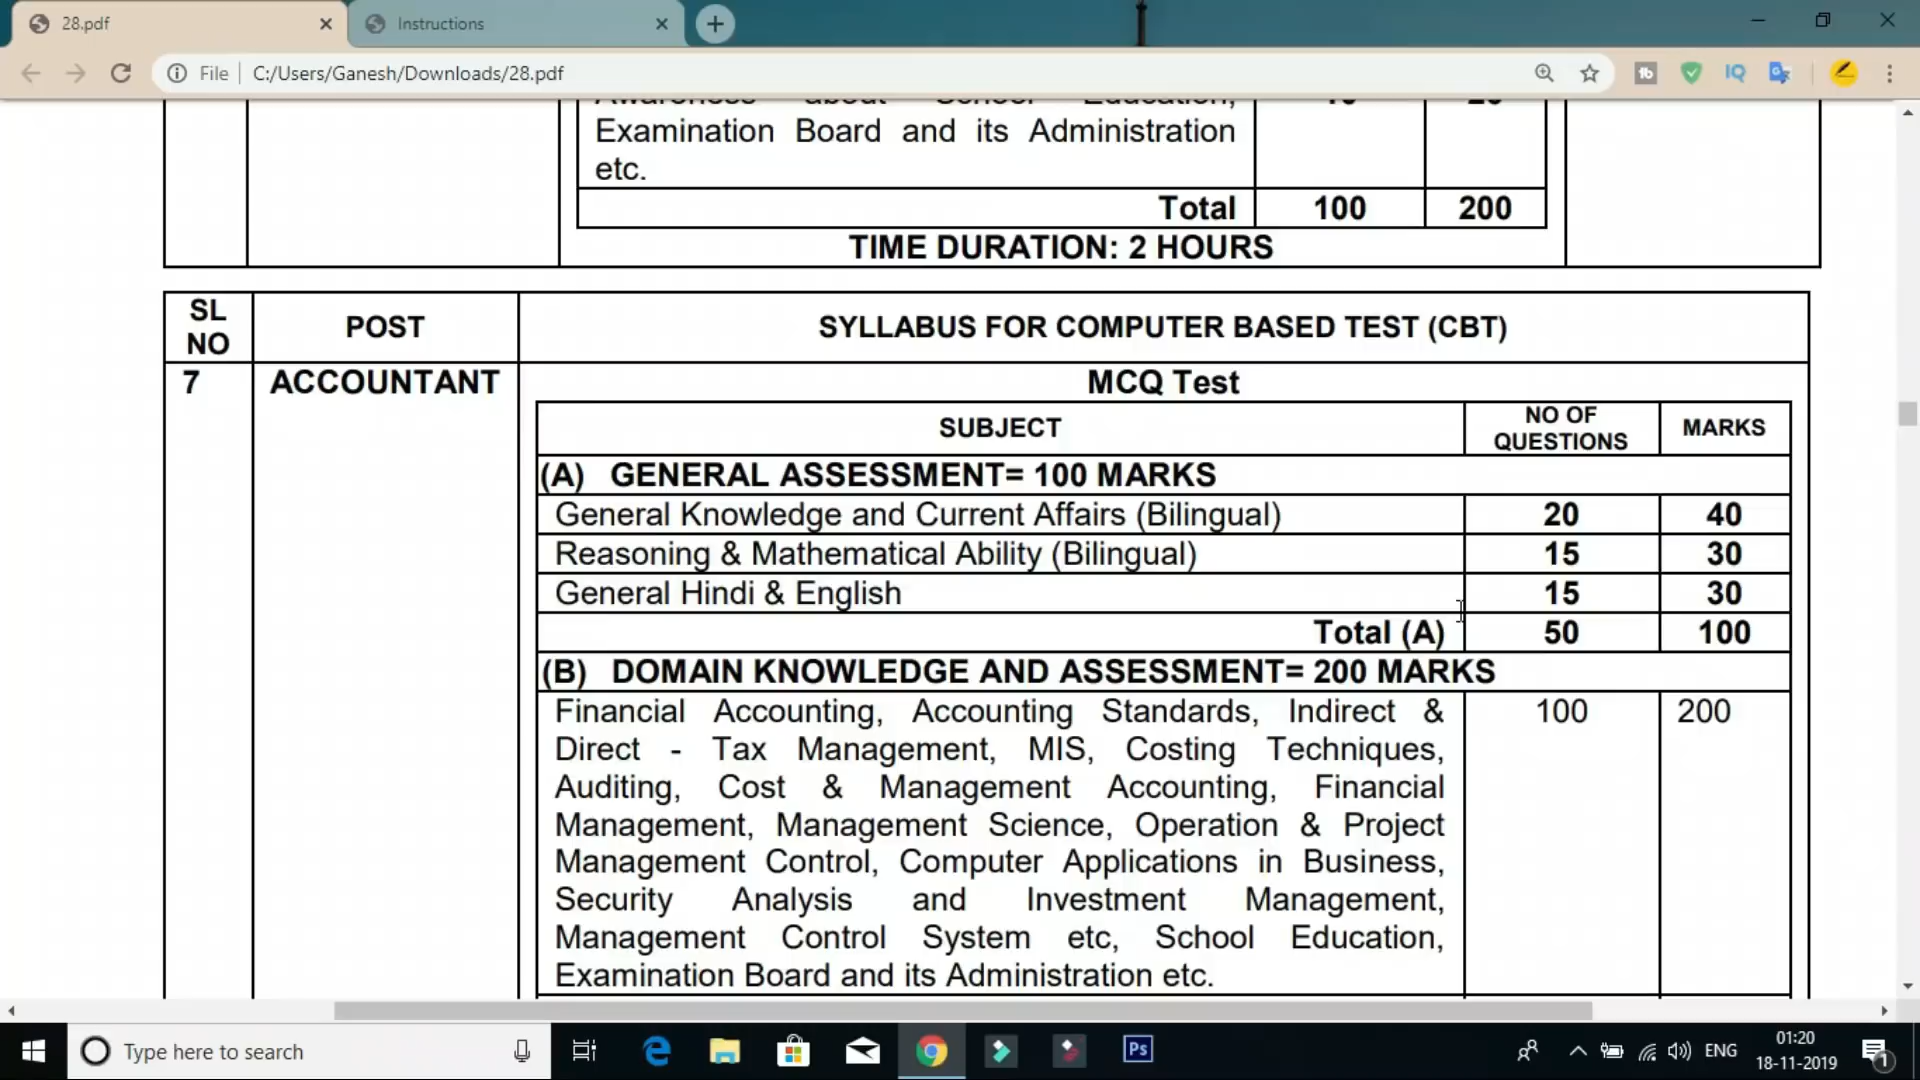 28.pdf
Instructions
File
C:/Users/Ganesh/Downloads/28.pdf
Awareness about School Education,
Examination Board and its Administration
etc.
Total 100 200
TIME DURATION: 2 HOURS
SL NO POST SYLLABUS FOR COMPUTER BASED TEST (CBT)
7 ACCOUNTANT MCQ Test
SUBJECT NO OF QUESTIONS MARKS
(A) GENERAL ASSESSMENT= 100 MARKS
General Knowledge and Current Affairs (Bilingual) 20 40
Reasoning & Mathematical Ability (Bilingual) 15 30
General Hindi & English 15 30
Total (A) 50 100
(B) DOMAIN KNOWLEDGE AND ASSESSMENT= 200 MARKS
Financial Accounting, Accounting Standards, Indirect & 100 200
Direct - Tax Management, MIS, Costing Techniques,
Auditing, Cost & Management Accounting, Financial
Management, Management Science, Operation & Project
Management Control, Computer Applications in Business,
Security Analysis and Investment Management,
Management Control System etc, School Education,
Examination Board and its Administration etc.
Type here to search
Ps
ENG
01:20
18-11-2019
1